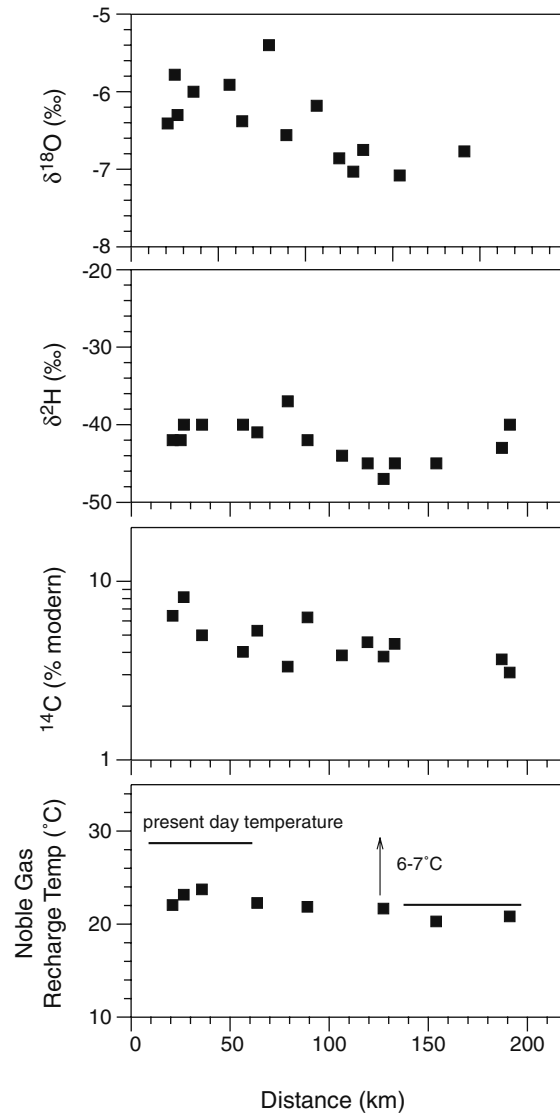 -5
-6
-7
-8
δ¹⁸O (‰)
-20
-30
-40
-50
δ²H (‰)
10
1
¹⁴C (% modern)
30
20
10
Noble Gas
Recharge Temp (˚C)
present day temperature
6-7˚C
0 50 100 150 200
Distance (km)